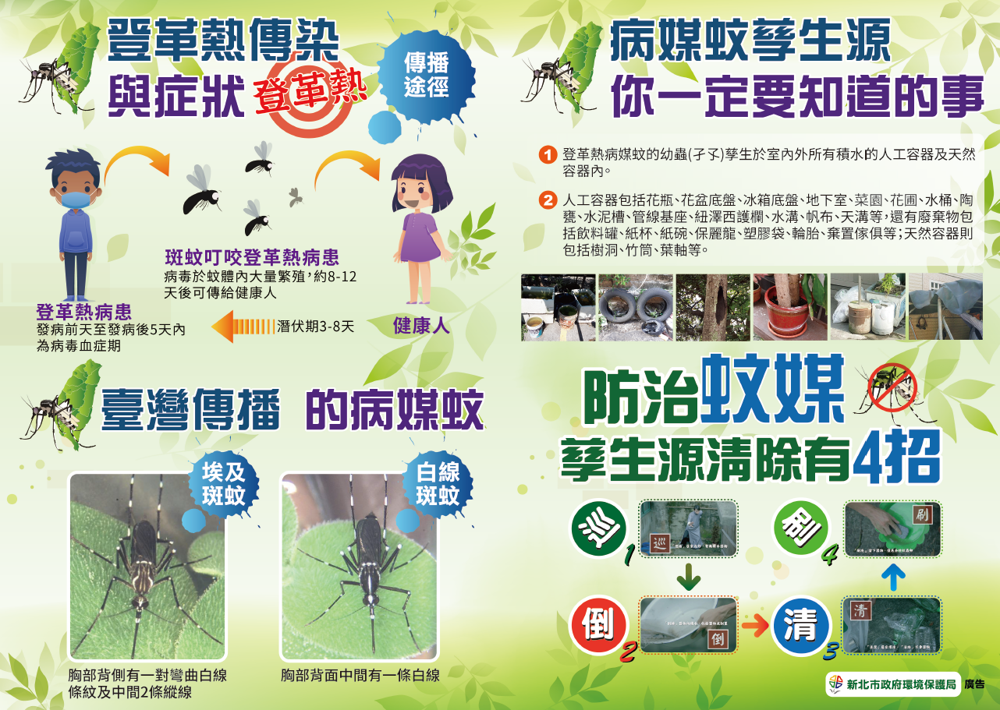 登革熱傳染
與症狀
登革熱
傳播
途徑
斑蚊叮咬登革熱病患
病毒於蚊體內大量繁殖，約8-12
天後可傳給健康人
登革熱病患
發病前天至發病後5天內
為病毒血症期
潛伏期3-8天
健康人
臺灣傳播 的病媒蚊
埃及
斑蚊
白線
斑蚊
胸部背側有一對彎曲白線
條紋及中間2條縱線
胸部背面中間有一條白線
病媒蚊孳生源
你一定要知道的事
1 登革熱病媒蚊的幼蟲(孑孓)孳生於室內外所有積水的人工容器及天然
容器內。
2 人工容器包括花瓶、花盆底盤、冰箱底盤、地下室、菜園、花圃、水桶、陶
甕、水泥槽、管線基座、紐澤西護欄、水溝、帆布、天溝等，還有廢棄物包
括飲料罐、紙杯、紙碗、保麗龍、塑膠袋、輪胎、棄置傢俱等；天然容器則
包括樹洞、竹筒、葉軸等。
防治蚊媒
孳生源清除有4招
巡
1
巡
倒
2
倒
清
3
清
刷
4
刷
新北市政府環境保護局 廣告